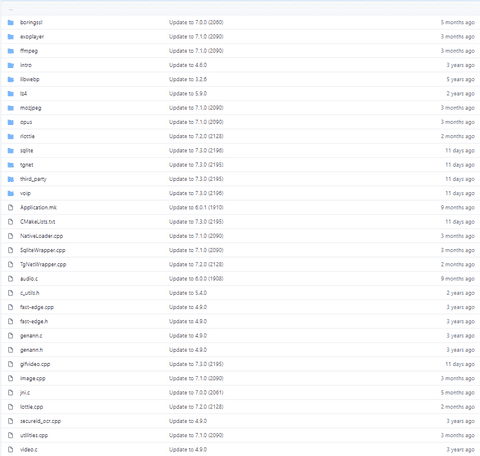 ..
boringssl Update to 7.0.0 (2060) 5 months ago
exoplayer Update to 7.1.0 (2090) 3 months ago
ffmpeg Update to 7.1.0 (2090) 3 months ago
intro Update to 4.6.0 3 years ago
libwebp Update to 3.2.6 5 years ago
lz4 Update to 5.9.0 2 years ago
mozjpeg Update to 7.1.0 (2090) 3 months ago
opus Update to 7.1.0 (2090) 3 months ago
rlottie Update to 7.2.0 (2128) 2 months ago
sqlite Update to 7.3.0 (2196) 11 days ago
tgnet Update to 7.3.0 (2195) 11 days ago
third_party Update to 7.3.0 (2195) 11 days ago
voip Update to 7.3.0 (2196) 11 days ago
Application.mk Update to 6.0.1 (1910) 9 months ago
CMakeLists.txt Update to 7.3.0 (2195) 11 days ago
NativeLoader.cpp Update to 7.1.0 (2090) 3 months ago
SqliteWrapper.cpp Update to 7.1.0 (2090) 3 months ago
TgNetWrapper.cpp Update to 7.2.0 (2128) 2 months ago
audio.c Update to 6.0.0 (1908) 9 months ago
c_utils.h Update to 5.4.0 2 years ago
fast-edge.cpp Update to 4.9.0 3 years ago
fast-edge.h Update to 4.9.0 3 years ago
genann.c Update to 4.9.0 3 years ago
genann.h Update to 4.9.0 3 years ago
gifvideo.cpp Update to 7.3.0 (2195) 11 days ago
image.cpp Update to 7.1.0 (2090) 3 months ago
jni.c Update to 7.0.0 (2061) 5 months ago
lottie.cpp Update to 7.2.0 (2128) 2 months ago
secureid_ocr.cpp Update to 4.9.0 3 years ago
utilities.cpp Update to 7.1.0 (2090) 3 months ago
video.c Update to 4.9.0 3 years ago